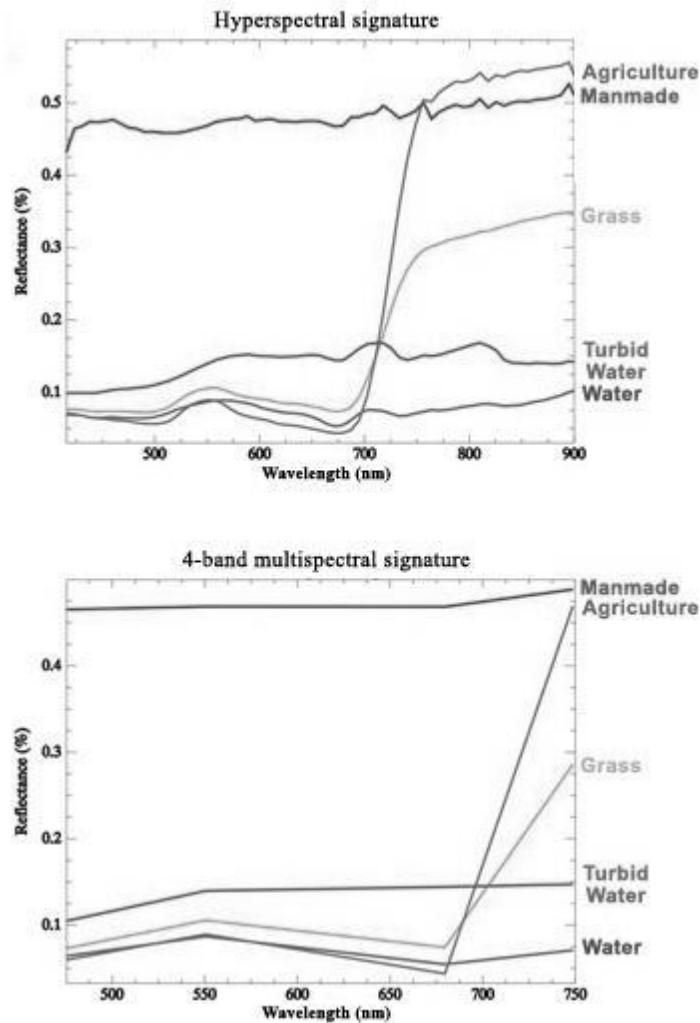 Hyperspectral signature
Agriculture
Manmade
0.5
0.4
Grass
0.3
Reflectance (%)
0.2
Turbid
Water
0.1
Water
500 600 700 800 900
Wavelength (nm)
4-band multispectral signature
Manmade
Agriculture
0.4
Grass
0.3
Reflectance (%)
0.2
Turbid
Water
0.1
Water
500 550 600 650 700 750
Wavelength (nm)